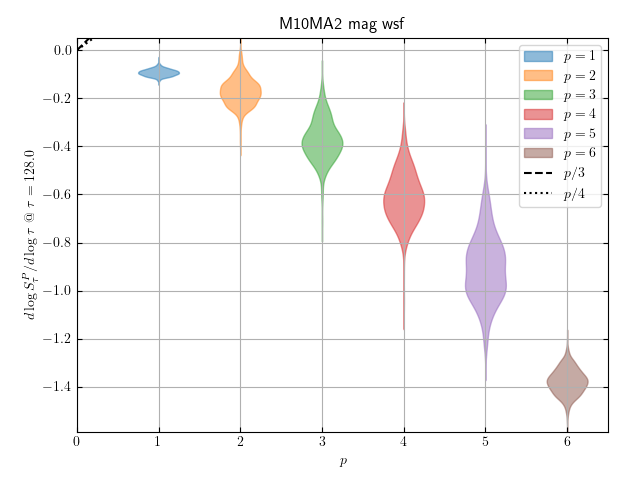 M10MA2 mag wsf
d log S_τ^P / d log τ @ τ = 128.0
0.0
−0.2
−0.4
−0.6
−0.8
−1.0
−1.2
−1.4
0 1 2 3 4 5 6
p
p = 1
p = 2
p = 3
p = 4
p = 5
p = 6
p/3
p/4